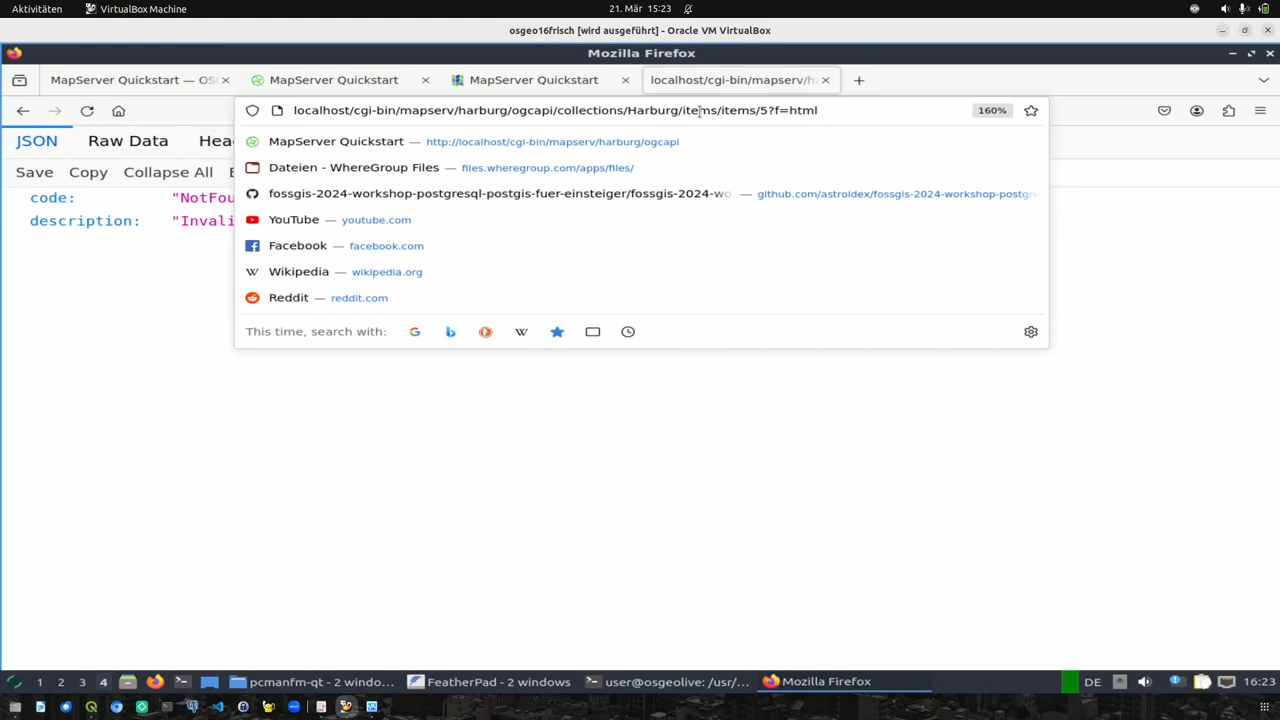 Aktivitäten VirtualBox Machine 21. Mär 15:23
osgeo16frisch [wird ausgeführt] - Oracle VM VirtualBox
Mozilla Firefox
MapServer Quickstart — OS MapServer Quickstart MapServer Quickstart localhost/cgi-bin/mapserv/h
localhost/cgi-bin/mapserv/harburg/ogcapi/collections/Harburg/items/items/5?f=html 160%
JSON Raw Data Hea
MapServer Quickstart — http://localhost/cgi-bin/mapserv/harburg/ogcapi
Save Copy Collapse All E
Dateien - WhereGroup Files — files.wheregroup.com/apps/files/
code: "NotFou
fossgis-2024-workshop-postgresql-postgis-fuer-einsteiger/fossgis-2024-wo — github.com/astroidex/fossgis-2024-workshop-postgre
description: "Invali
YouTube — youtube.com
Facebook — facebook.com
Wikipedia — wikipedia.org
Reddit — reddit.com
This time, search with:
1 2 3 4 pcmanfm-qt - 2 windo... FeatherPad - 2 windows user@osgeolive: /usr/... Mozilla Firefox DE 16:23